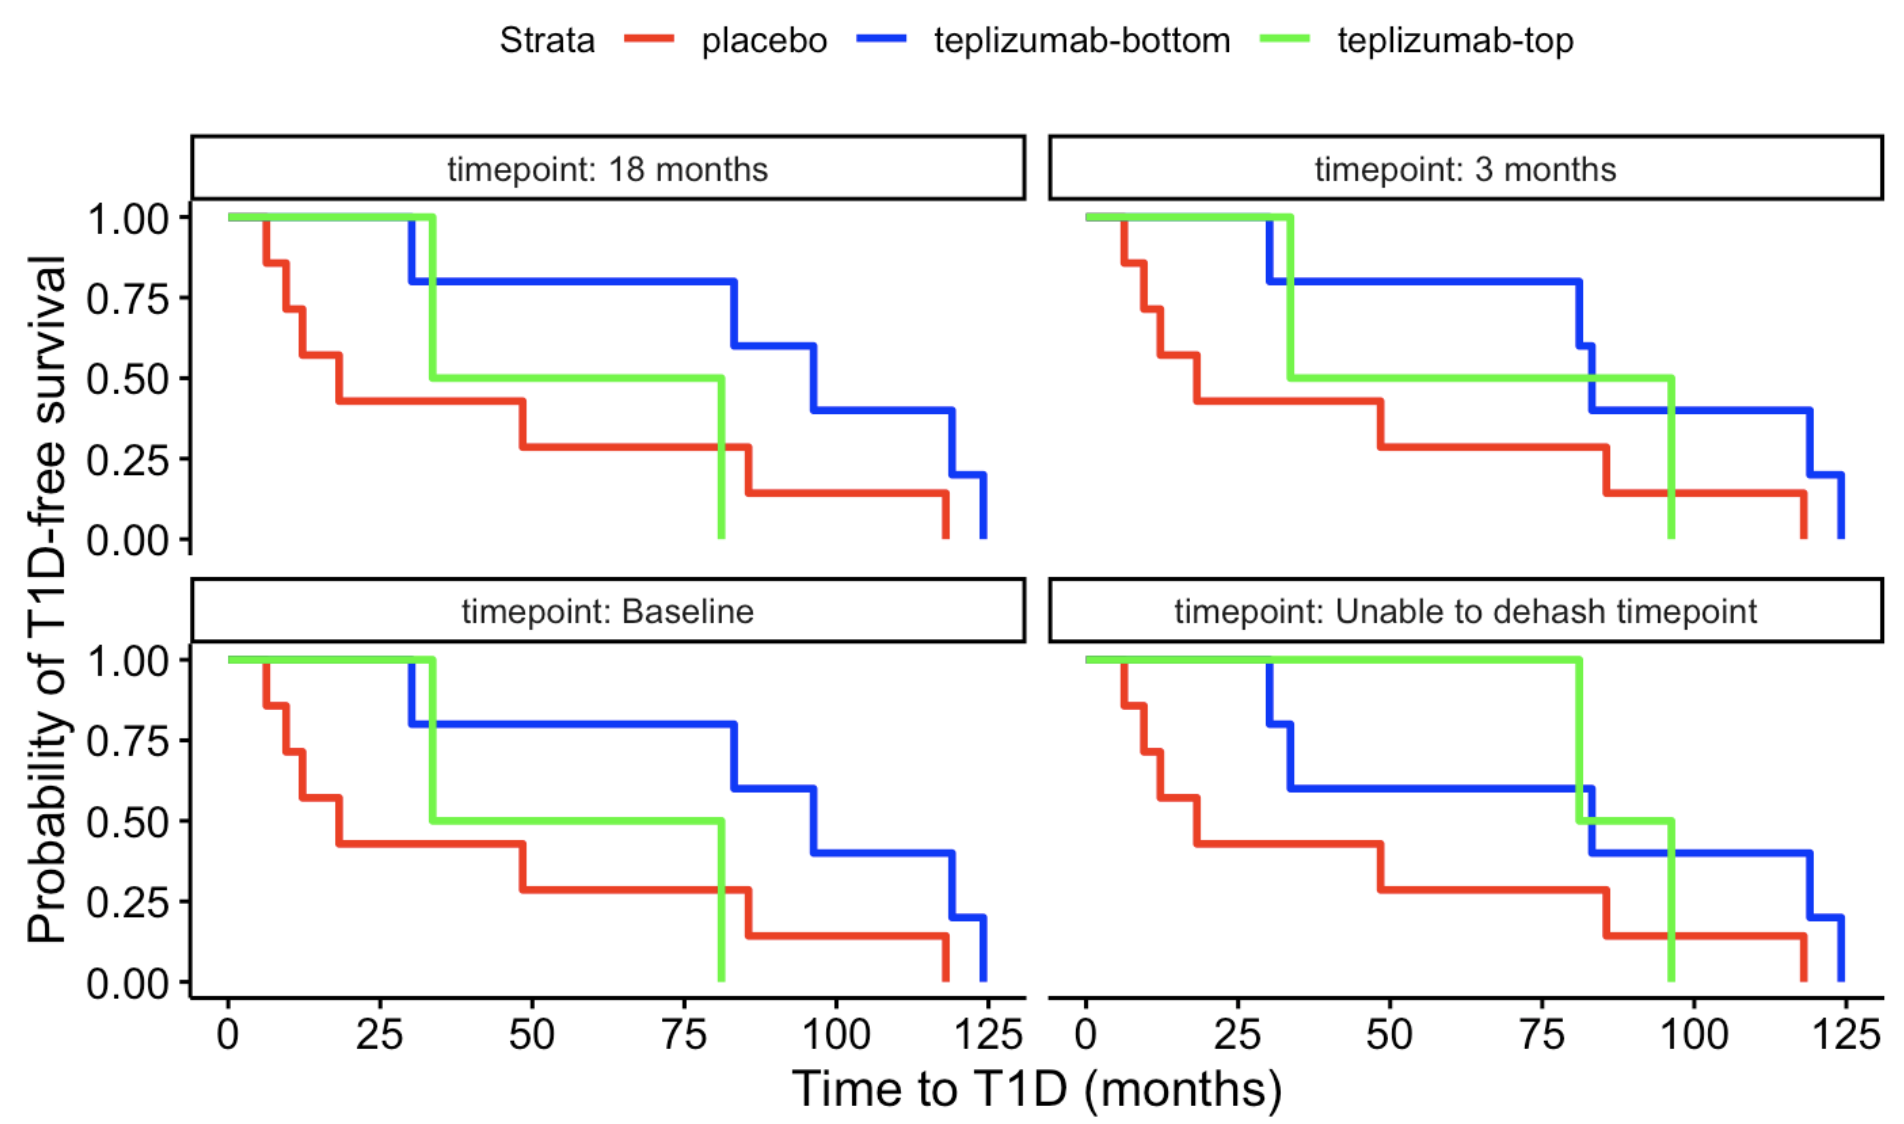 Strata placebo teplizumab-bottom teplizumab-top
timepoint: 18 months
timepoint: 3 months
1.00
0.75
0.50
0.25
0.00
timepoint: Baseline
timepoint: Unable to dehash timepoint
1.00
0.75
0.50
0.25
0.00
Probability of T1D-free survival
0 25 50 75 100 125
0 25 50 75 100 125
Time to T1D (months)